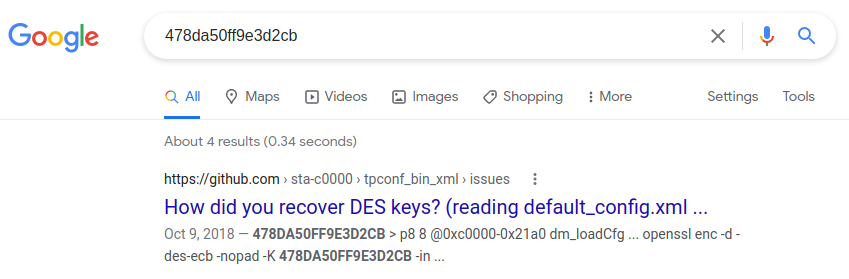 Google 478da50ff9e3d2cb
All Maps Videos Images Shopping More Settings Tools
About 4 results (0.34 seconds)
https://github.com › sta-c0000 › tpconf_bin_xml › issues
How did you recover DES keys? (reading default_config.xml ...
Oct 9, 2018 — 478DA50FF9E3D2CB > p8 8 @0xc0000-0x21a0 dm_loadCfg ... openssl enc -d -
des-ecb -nopad -K 478DA50FF9E3D2CB -in ...